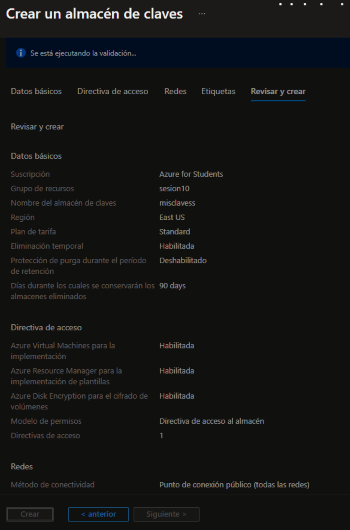 Crear un almacén de claves ...
Se está ejecutando la validación...
Datos básicos Directiva de acceso Redes Etiquetas Revisar y crear
Revisar y crear
Datos básicos
Suscripción Azure for Students
Grupo de recursos sesion10
Nombre del almacén de claves misclavess
Región East US
Plan de tarifa Standard
Eliminación temporal Habilitada
Protección de purga durante el período Deshabilitado
de retención
Días durante los cuales se conservarán los 90 days
almacenes eliminados
Directiva de acceso
Azure Virtual Machines para la Habilitada
implementación
Azure Resource Manager para la Habilitada
implementación de plantillas
Azure Disk Encryption para el cifrado de Habilitada
volúmenes
Modelo de permisos Directiva de acceso al almacén
Directivas de acceso 1
Redes
Método de conectividad Punto de conexión público (todas las redes)
Crear < anterior Siguiente >